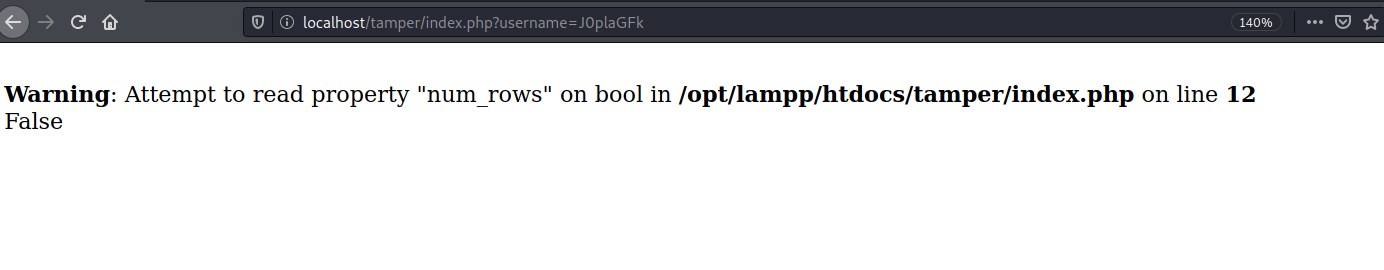 localhost/tamper/index.php?username=J0plaGFk
140%
Warning: Attempt to read property "num_rows" on bool in /opt/lampp/htdocs/tamper/index.php on line 12
False